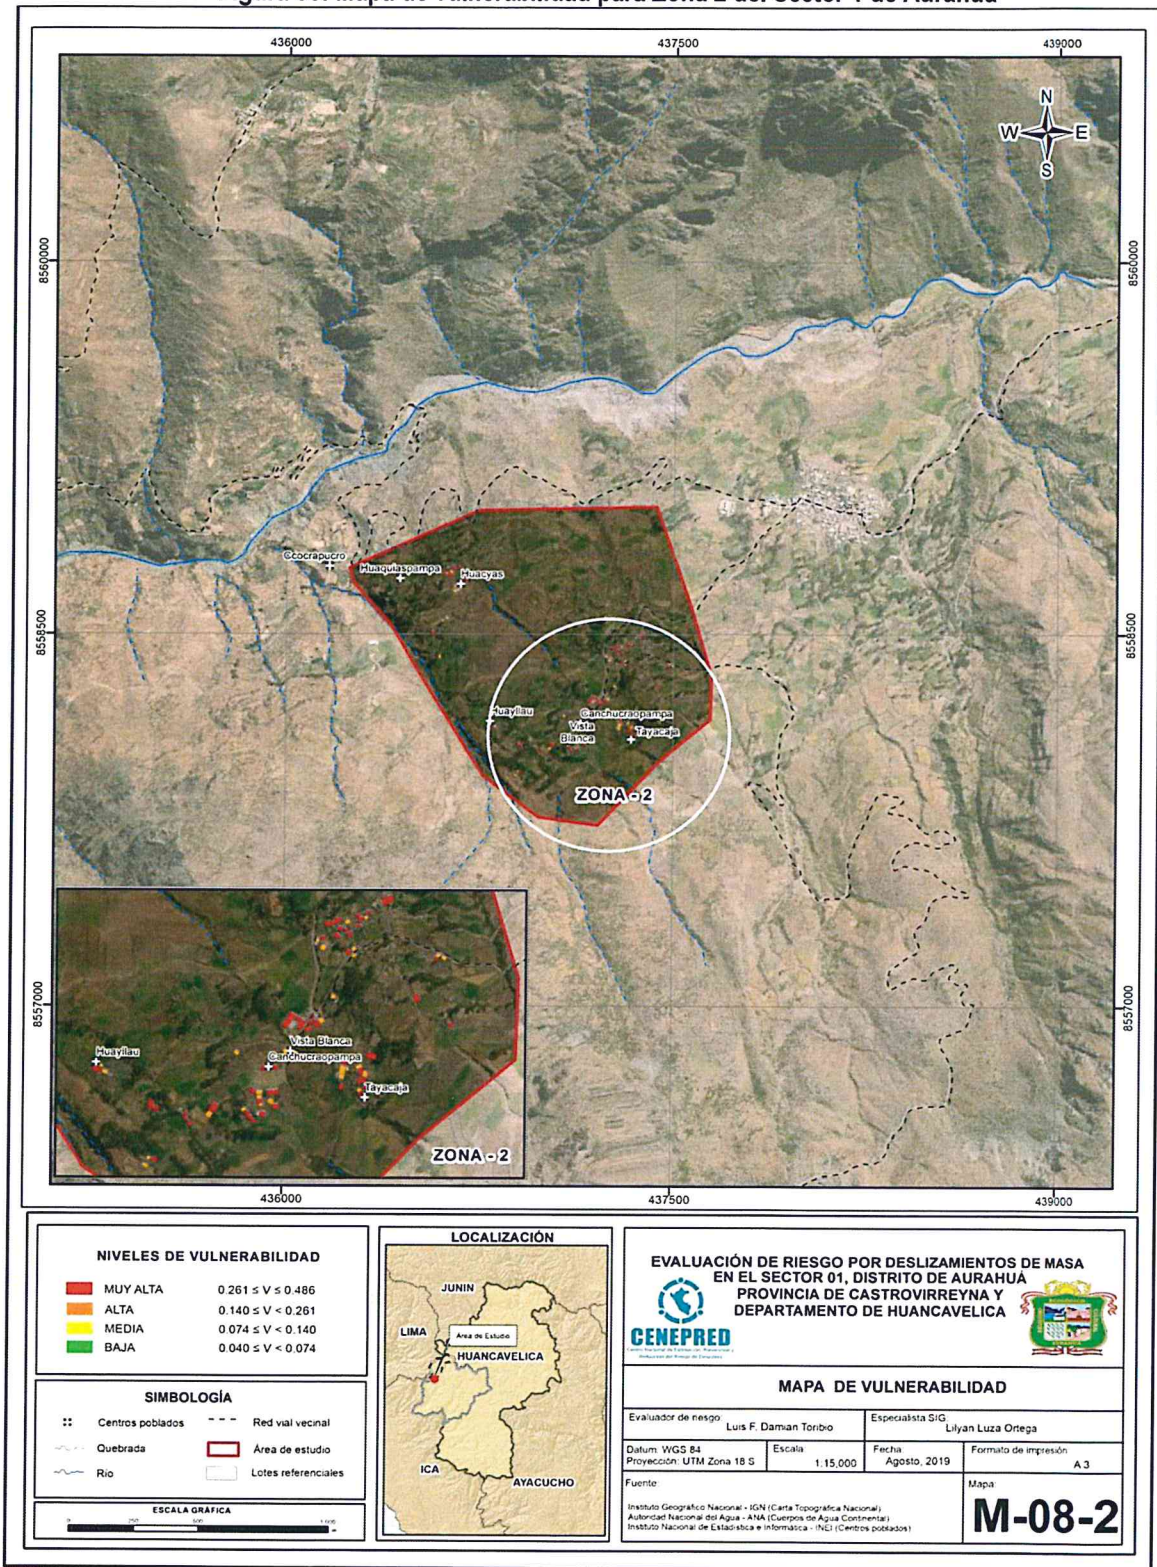 436000
437500
439000
N
W
E
S
8560000
8560000
Ccocrapucro
Huaquiaspampa
Huacyas
8558500
8558500
Huayllau
Canchucraopampa
Vista
Blanca
Tayacaja
ZONA - 2
8557000
8557000
Huayllau
Vista Blanca
Canchucraopampa
Tayacaja
ZONA - 2
436000
437500
439000
NIVELES DE VULNERABILIDAD
MUY ALTA 0.261 ≤ V ≤ 0.486
ALTA 0.140 ≤ V < 0.261
MEDIA 0.074 ≤ V < 0.140
BAJA 0.040 ≤ V < 0.074
SIMBOLOGÍA
Centros poblados
Red vial vecinal
Quebrada
Área de estudio
Río
Lotes referenciales
ESCALA GRÁFICA
LOCALIZACIÓN
JUNIN
LIMA
Area de Estudio
HUANCAVELICA
ICA
AYACUCHO
EVALUACIÓN DE RIESGO POR DESLIZAMIENTOS DE MASA
EN EL SECTOR 01, DISTRITO DE AURAHUÁ
PROVINCIA DE CASTROVIRREYNA Y
DEPARTAMENTO DE HUANCAVELICA
CENEPRED
MAPA DE VULNERABILIDAD
Evaluador de riesgo:
Luis F. Damian Toribio
Especialista SIG:
Lilyan Luza Ortega
Datum: WGS 84
Proyección: UTM Zona 18 S
Escala
1:15,000
Fecha:
Agosto, 2019
Formato de impresión
A 3
Fuente:
Instituto Geográfico Nacional - IGN (Carta Topográfica Nacional)
Autoridad Nacional del Agua - ANA (Cuerpos de Agua Continental)
Instituto Nacional de Estadistica e Informática - INEI (Centros poblados)
Mapa:
M-08-2